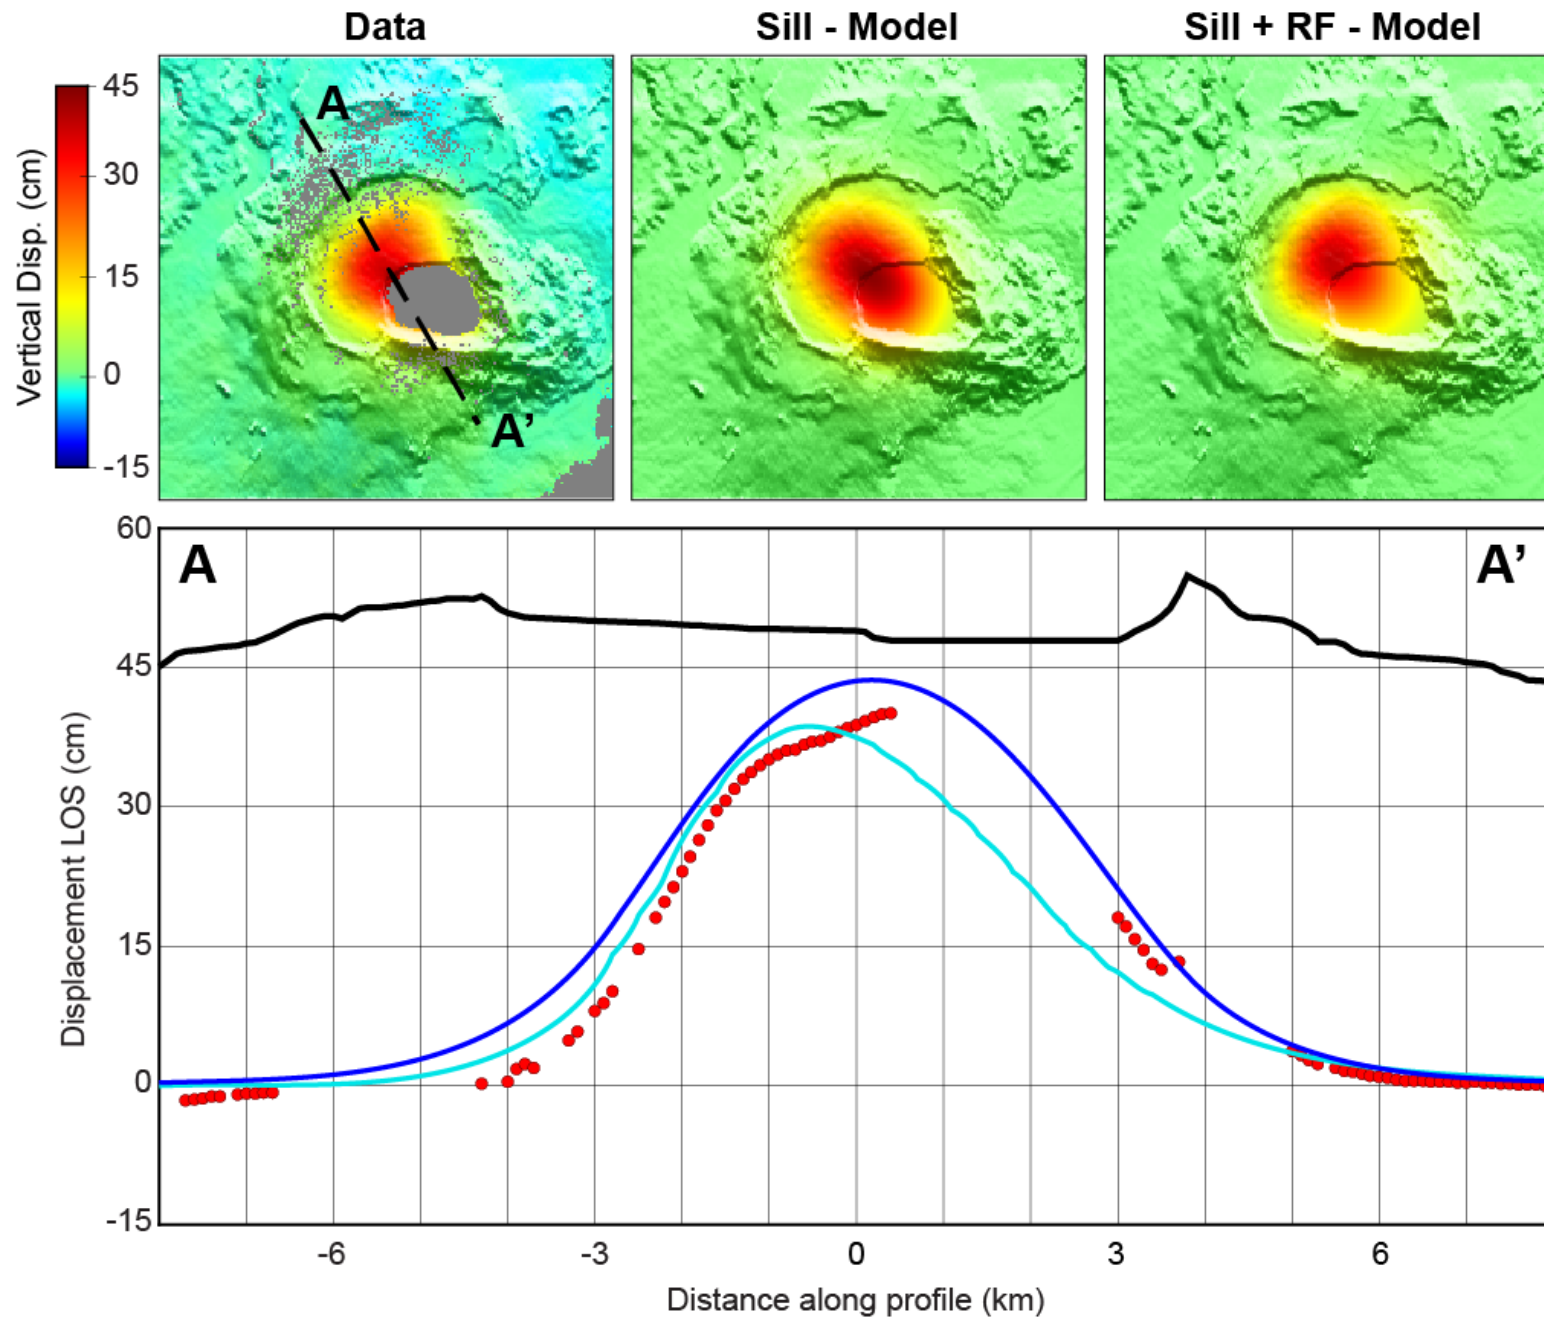 Data
Sill - Model
Sill + RF - Model
45
30
15
0
-15
Vertical Disp. (cm)
A
A’
60
45
30
15
0
-15
Displacement LOS (cm)
A
A’
-6
-3
0
3
6
Distance along profile (km)